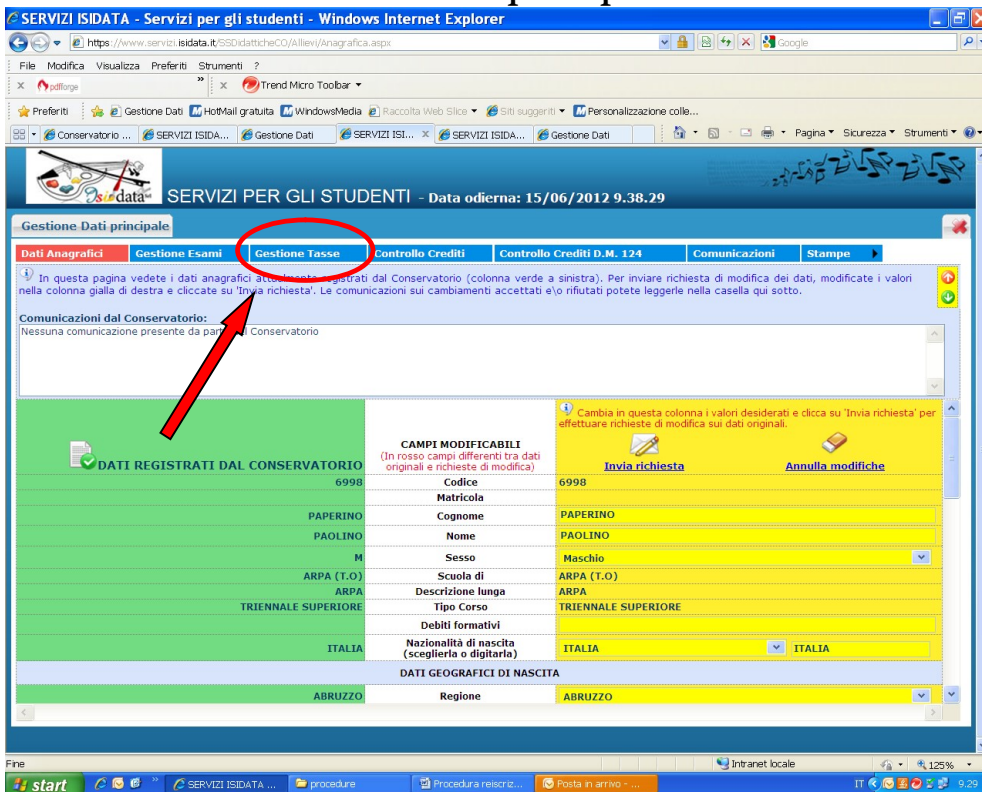 SERVIZI ISIDATA - Servizi per gli studenti - Windows Internet Explorer
https://www.servizi.isidata.it/SSDidatticheCO/Allievi/Anagrafica.aspx
Google
File Modifica Visualizza Preferiti Strumenti ?
x pdfforge » x Trend Micro Toolbar
Preferiti Gestione Dati HotMail gratuita WindowsMedia Raccolta Web Slice Siti suggeriti Personalizzazione colle...
Conservatorio ... SERVIZI ISIDA... Gestione Dati SERVIZI ISI... x SERVIZI ISIDA... Gestione Dati Pagina Sicurezza Strumenti
Isidata SERVIZI PER GLI STUDENTI - Data odierna: 15/06/2012 9.38.29
Gestione Dati principale
Dati Anagrafici Gestione Esami Gestione Tasse Controllo Crediti Controllo Crediti D.M. 124 Comunicazioni Stampe
In questa pagina vedete i dati anagrafici attualmente registrati dal Conservatorio (colonna verde a sinistra). Per inviare richiesta di modifica dei dati, modificate i valori
nella colonna gialla di destra e cliccate su 'Invia richiesta'. Le comunicazioni sui cambiamenti accettati e\o rifiutati potete leggerle nella casella qui sotto.
Comunicazioni dal Conservatorio:
Nessuna comunicazione presente da parte del Conservatorio
Cambia in questa colonna i valori desiderati e clicca su 'Invia richiesta' per
effettuare richieste di modifica sui dati originali.
DATI REGISTRATI DAL CONSERVATORIO
CAMPI MODIFICABILI
(In rosso campi differenti tra dati
originali e richieste di modifica)
Invia richiesta Annulla modifiche
6998 Codice 6998
Matricola
PAPERINO Cognome PAPERINO
PAOLINO Nome PAOLINO
M Sesso Maschio
ARPA (T.O) Scuola di ARPA (T.O)
ARPA Descrizione lunga ARPA
TRIENNALE SUPERIORE Tipo Corso TRIENNALE SUPERIORE
Debiti formativi
ITALIA Nazionalità di nascita ITALIA ITALIA
(sceglierla o digitarla)
DATI GEOGRAFICI DI NASCITA
ABRUZZO Regione ABRUZZO
Fine Intranet locale 125%
start » SERVIZI ISIDATA ... procedure Procedura reiscriz... Posta in arrivo - ... IT 9.29